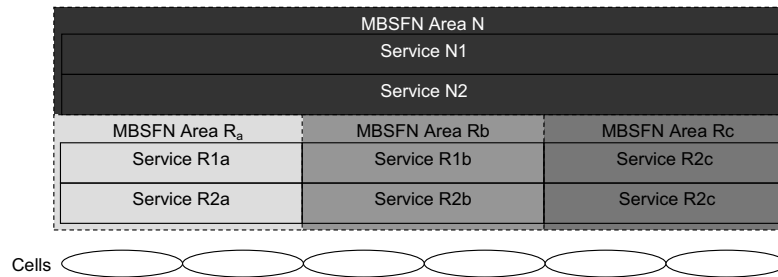 MBSFN Area N
Service N1
Service N2
MBSFN Area Ra MBSFN Area Rb MBSFN Area Rc
Service R1a Service R1b Service R2c
Service R2a Service R2b Service R2c
Cells